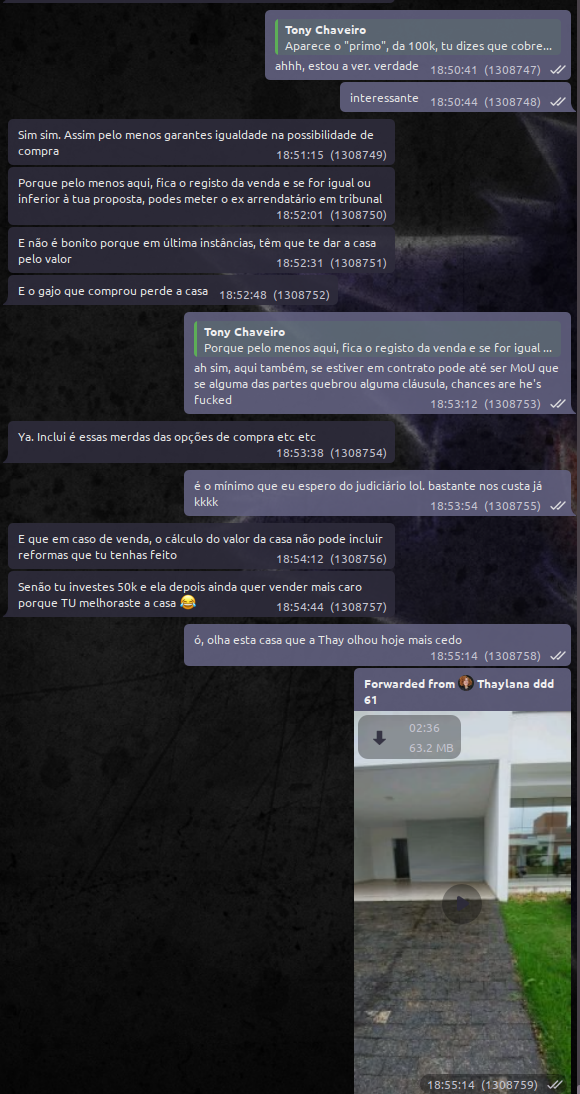 Tony Chaveiro
Aparece o "primo", da 100k, tu dizes que cobre...
ahhh, estou a ver. verdade
18:50:41 (1308747)
interessante
18:50:44 (1308748)
Sim sim. Assim pelo menos garantes igualdade na possibilidade de
compra
18:51:15 (1308749)
Porque pelo menos aqui, fica o registo da venda e se for igual ou
inferior à tua proposta, podes meter o ex arrendatário em tribunal
18:52:01 (1308750)
E não é bonito porque em última instâncias, têm que te dar a casa
pelo valor
18:52:31 (1308751)
E o gajo que comprou perde a casa
18:52:48 (1308752)
Tony Chaveiro
Porque pelo menos aqui, fica o registo da venda e se for igual ...
ah sim, aqui também, se estiver em contrato pode até ser MoU que
se alguma das partes quebrou alguma cláusula, chances are he's
fucked
18:53:12 (1308753)
Ya. Inclui é essas merdas das opções de compra etc etc
18:53:38 (1308754)
é o mínimo que eu espero do judiciário lol. bastante nos custa já
kkkk
18:53:54 (1308755)
E que em caso de venda, o cálculo do valor da casa não pode incluir
reformas que tu tenhas feito
18:54:12 (1308756)
Senão tu investes 50k e ela depois ainda quer vender mais caro
porque TU melhoraste a casa 😂
18:54:44 (1308757)
ó, olha esta casa que a Thay olhou hoje mais cedo
18:55:14 (1308758)
Forwarded from Thaylana ddd
61
02:36
63.2 MB
18:55:14 (1308759)